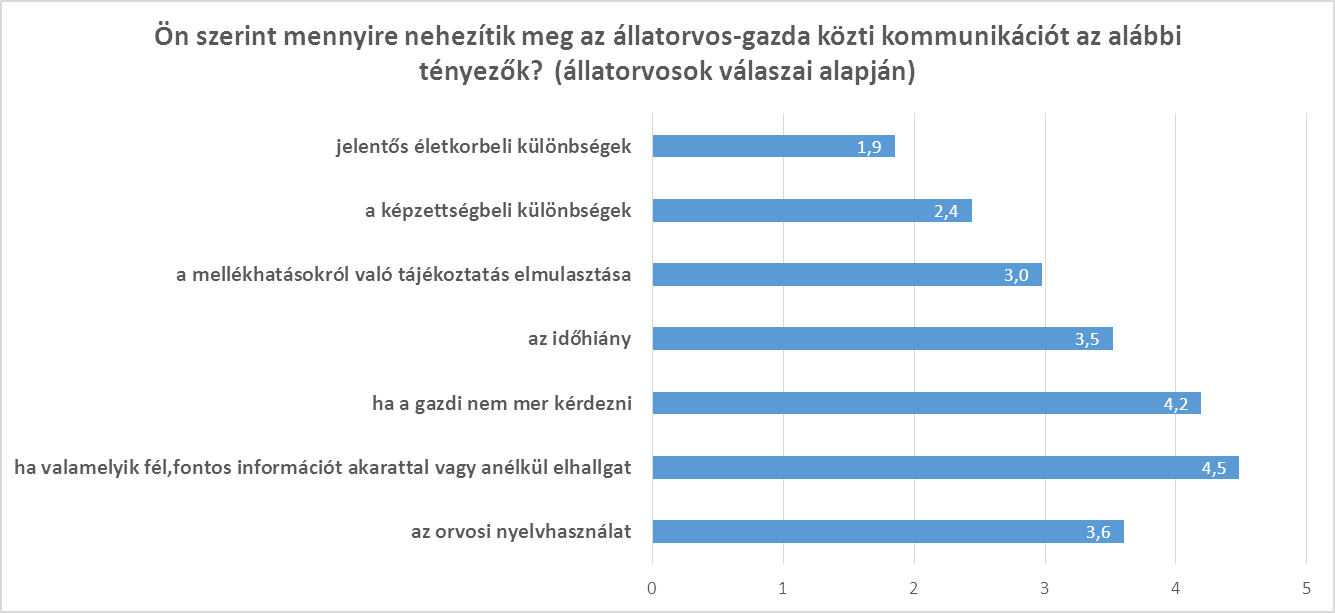 Ön szerint mennyire nehezítik meg az állatorvos-gazda közti kommunikációt az alábbi
tényezők? (állatorvosok válaszai alapján)
jelentős életkorbeli különbségek
1,9
a képzettségbeli különbségek
2,4
a mellékhatásokról való tájékoztatás elmulasztása
3,0
az időhiány
3,5
ha a gazdi nem mer kérdezni
4,2
ha valamelyik fél,fontos információt akarattal vagy anélkül elhallgat
4,5
az orvosi nyelvhasználat
3,6
0 1 2 3 4 5